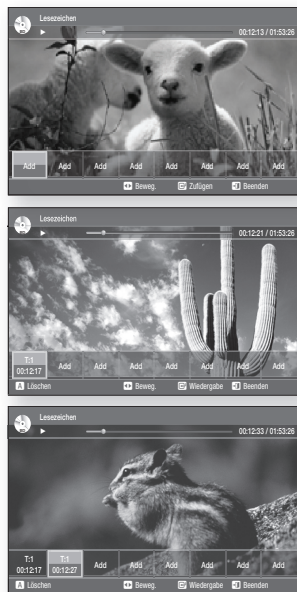 Lesezeichen
00:12:13 / 01:53:26
Add Add Add Add Add Add Add
Beweg. Zufügen Beenden
Lesezeichen
00:12:21 / 01:53:26
T:1
00:12:17 Add Add Add Add Add Add
A Löschen Beweg. Wiedergabe Beenden
Lesezeichen
00:12:33 / 01:53:26
T:1 T:1
00:12:17 00:12:27 Add Add Add Add Add
A Löschen Beweg. Wiedergabe Beenden